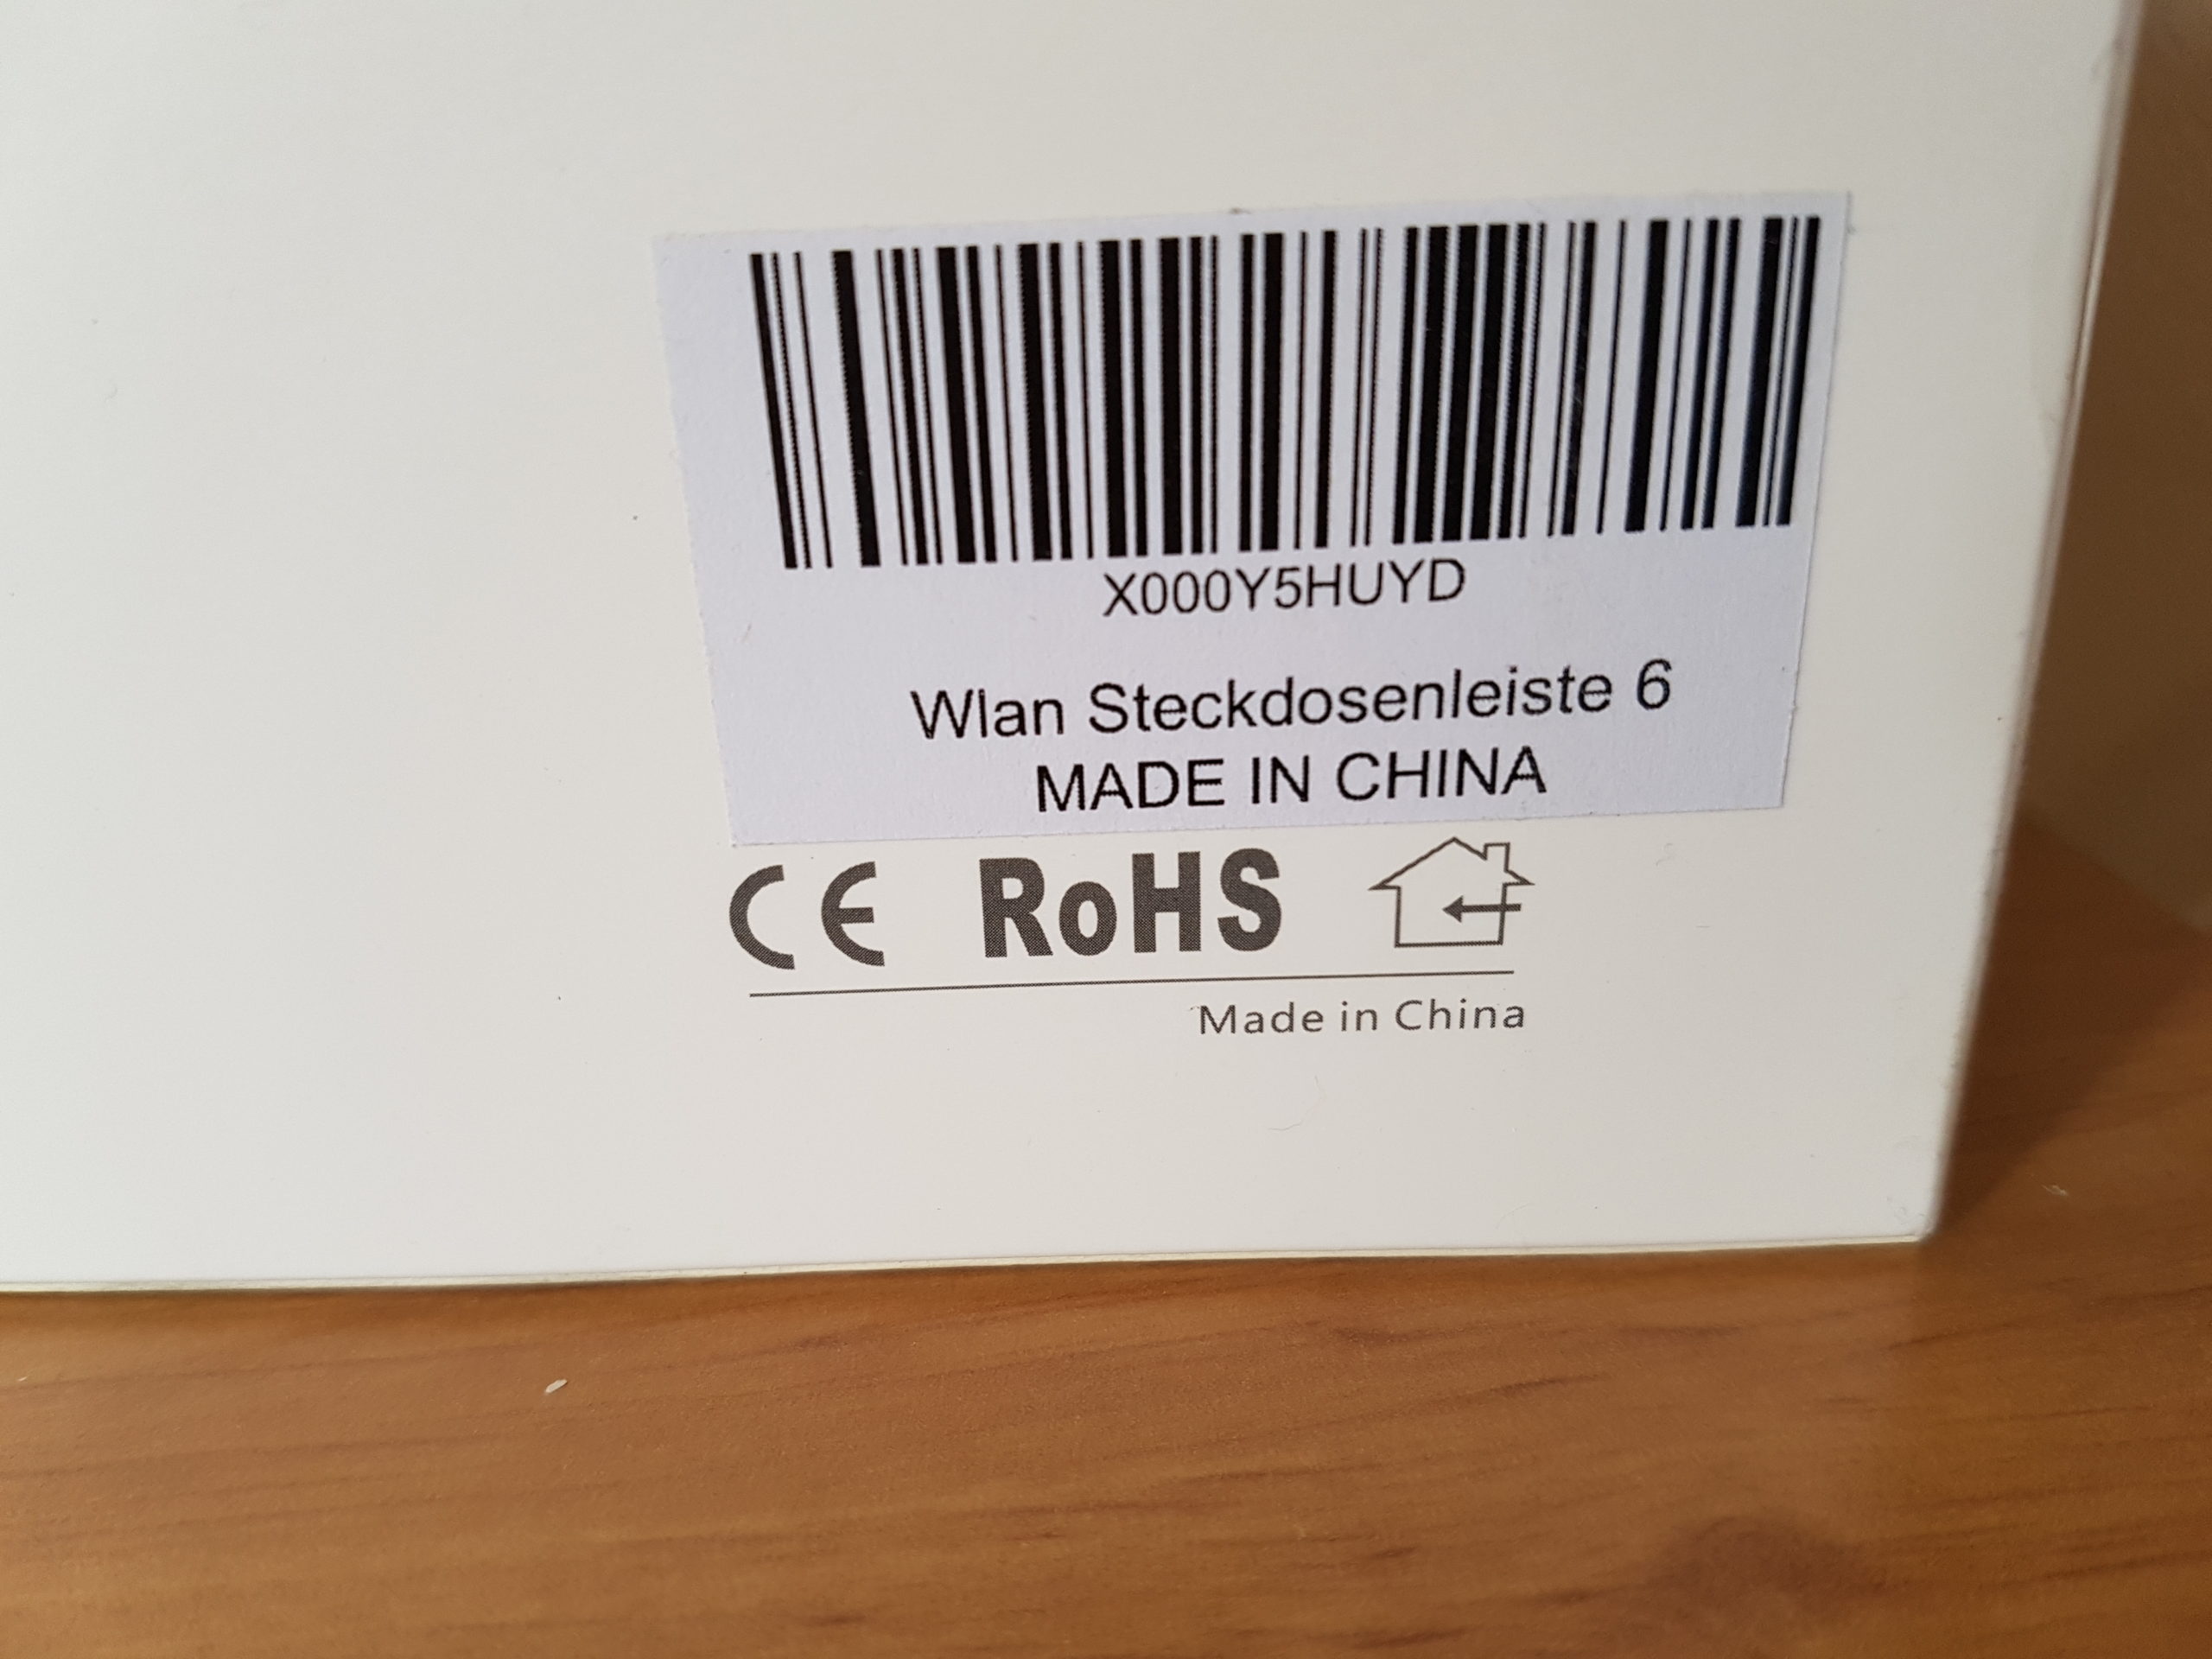 X000Y5HUYD
Wlan Steckdosenleiste 6
MADE IN CHINA
CE RoHS
Made in China